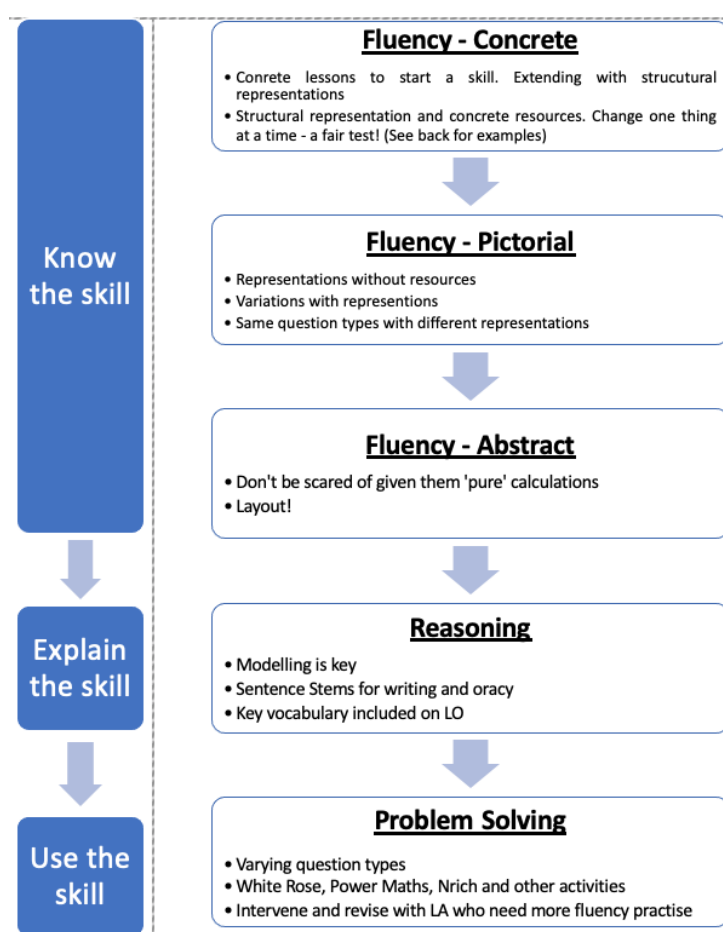 Know
the skill
Fluency - Concrete
• Conrete lessons to start a skill. Extending with strucutural
representations
• Structural representation and concrete resources. Change one thing
at a time - a fair test! (See back for examples)
Fluency - Pictorial
• Representations without resources
• Variations with representions
• Same question types with different representations
Fluency - Abstract
• Don't be scared of given them 'pure' calculations
• Layout!
Explain
the skill
Reasoning
• Modelling is key
• Sentence Stems for writing and oracy
• Key vocabulary included on LO
Use the
skill
Problem Solving
• Varying question types
• White Rose, Power Maths, Nrich and other activities
• Intervene and revise with LA who need more fluency practise